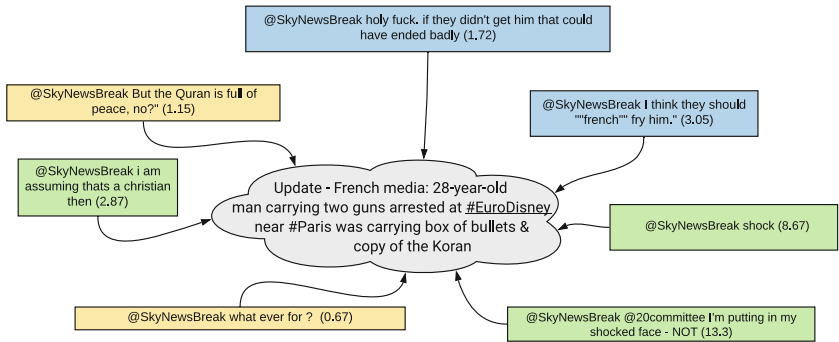 @SkyNewsBreak holy fuck. if they didn't get him that could
have ended badly (1.72)
@SkyNewsBreak But the Quran is full of
peace, no?" (1.15)
@SkyNewsBreak I think they should
""french"" fry him." (3.05)
@SkyNewsBreak i am
assuming thats a christian
then (2.87)
Update - French media: 28-year-old
man carrying two guns arrested at #EuroDisney
near #Paris was carrying box of bullets &
copy of the Koran
@SkyNewsBreak shock (8.67)
@SkyNewsBreak what ever for ? (0.67)
@SkyNewsBreak @20committee I'm putting in my
shocked face - NOT (13.3)